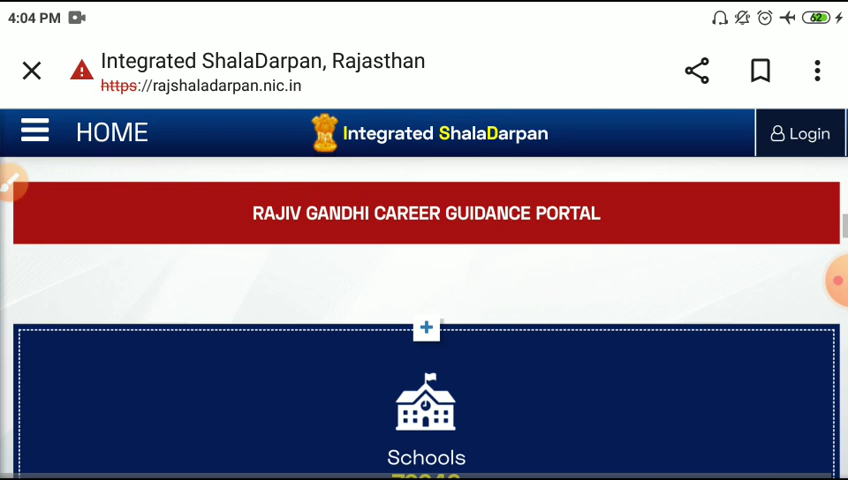 4:04 PM
62
Integrated ShalaDarpan, Rajasthan
https://rajshaladarpan.nic.in
HOME
Integrated ShalaDarpan
Login
RAJIV GANDHI CAREER GUIDANCE PORTAL
Schools